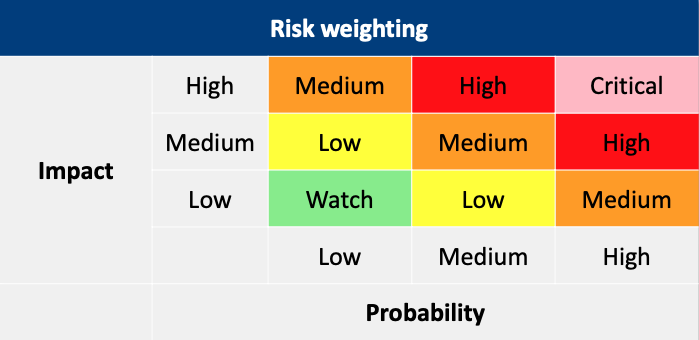 Risk weighting
High Medium High Critical
Medium Low Medium High
Impact
Low Watch Low Medium
Low Medium High
Probability